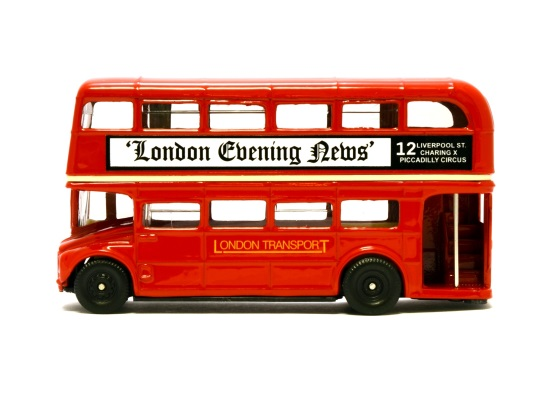 'London Evening News'
12 LIVERPOOL ST.
CHARING X
PICCADILLY CIRCUS
LONDON TRANSPORT